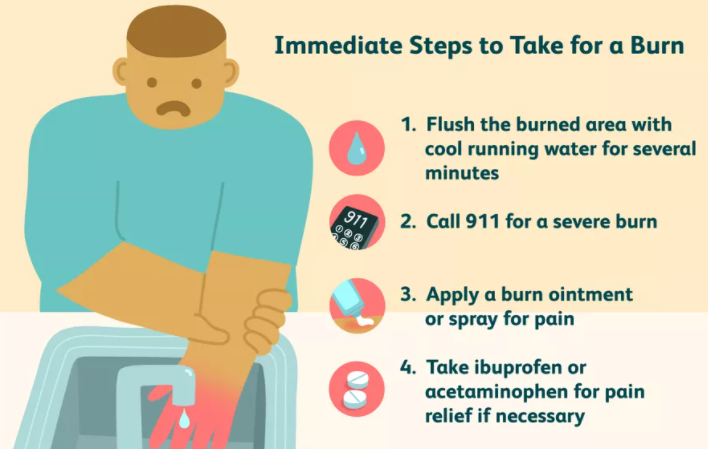 Immediate Steps to Take for a Burn
1. Flush the burned area with
cool running water for several
minutes
911
2. Call 911 for a severe burn
3. Apply a burn ointment
or spray for pain
4. Take ibuprofen or
acetaminophen for pain
relief if necessary